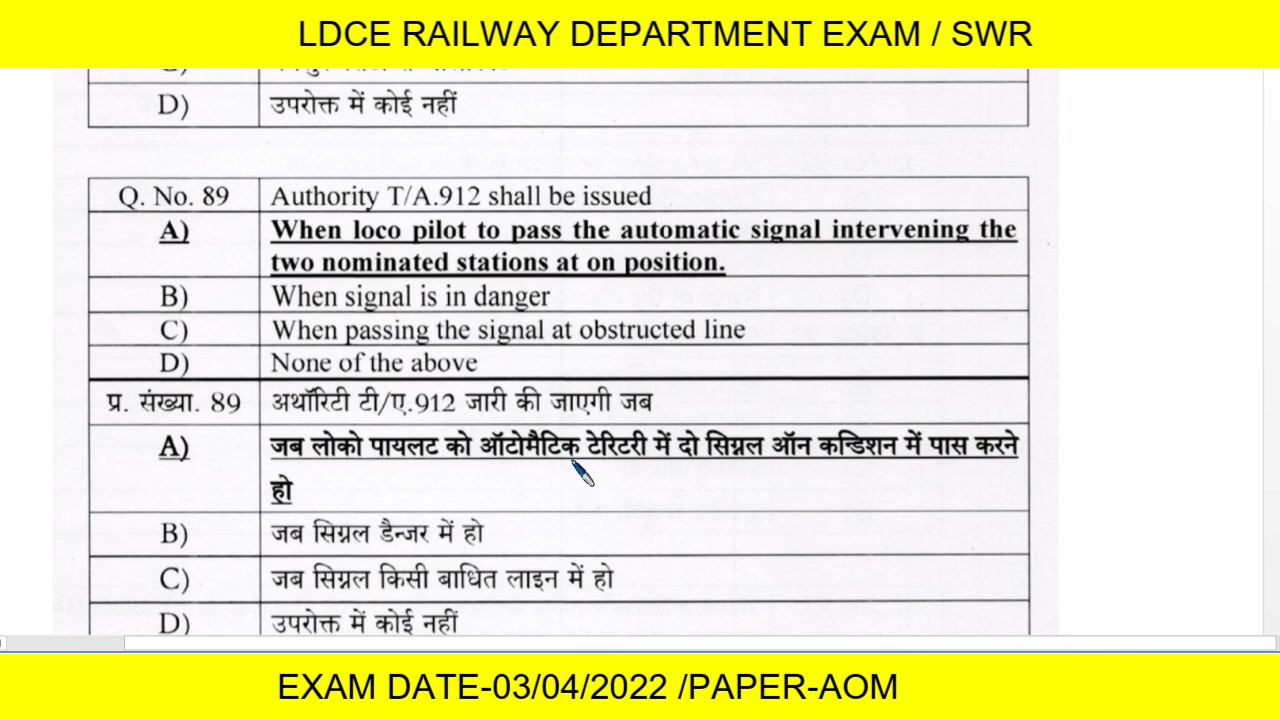 LDCE RAILWAY DEPARTMENT EXAM / SWR
D) उपरोक्त में कोई नहीं
Q. No. 89 Authority T/A.912 shall be issued
A) When loco pilot to pass the automatic signal intervening the
two nominated stations at on position.
B) When signal is in danger
C) When passing the signal at obstructed line
D) None of the above
प्र. संख्या. 89 अथॉरिटी टी/ए.912 जारी की जाएगी जब
A) जब लोको पायलट को ऑटोमैटिक टेरिटरी में दो सिग्नल ऑन कन्डिशन में पास करने
हो
B) जब सिग्नल डैन्जर में हो
C) जब सिग्नल किसी बाधित लाइन में हो
D) उपरोक्त में कोई नहीं
EXAM DATE-03/04/2022 /PAPER-AOM